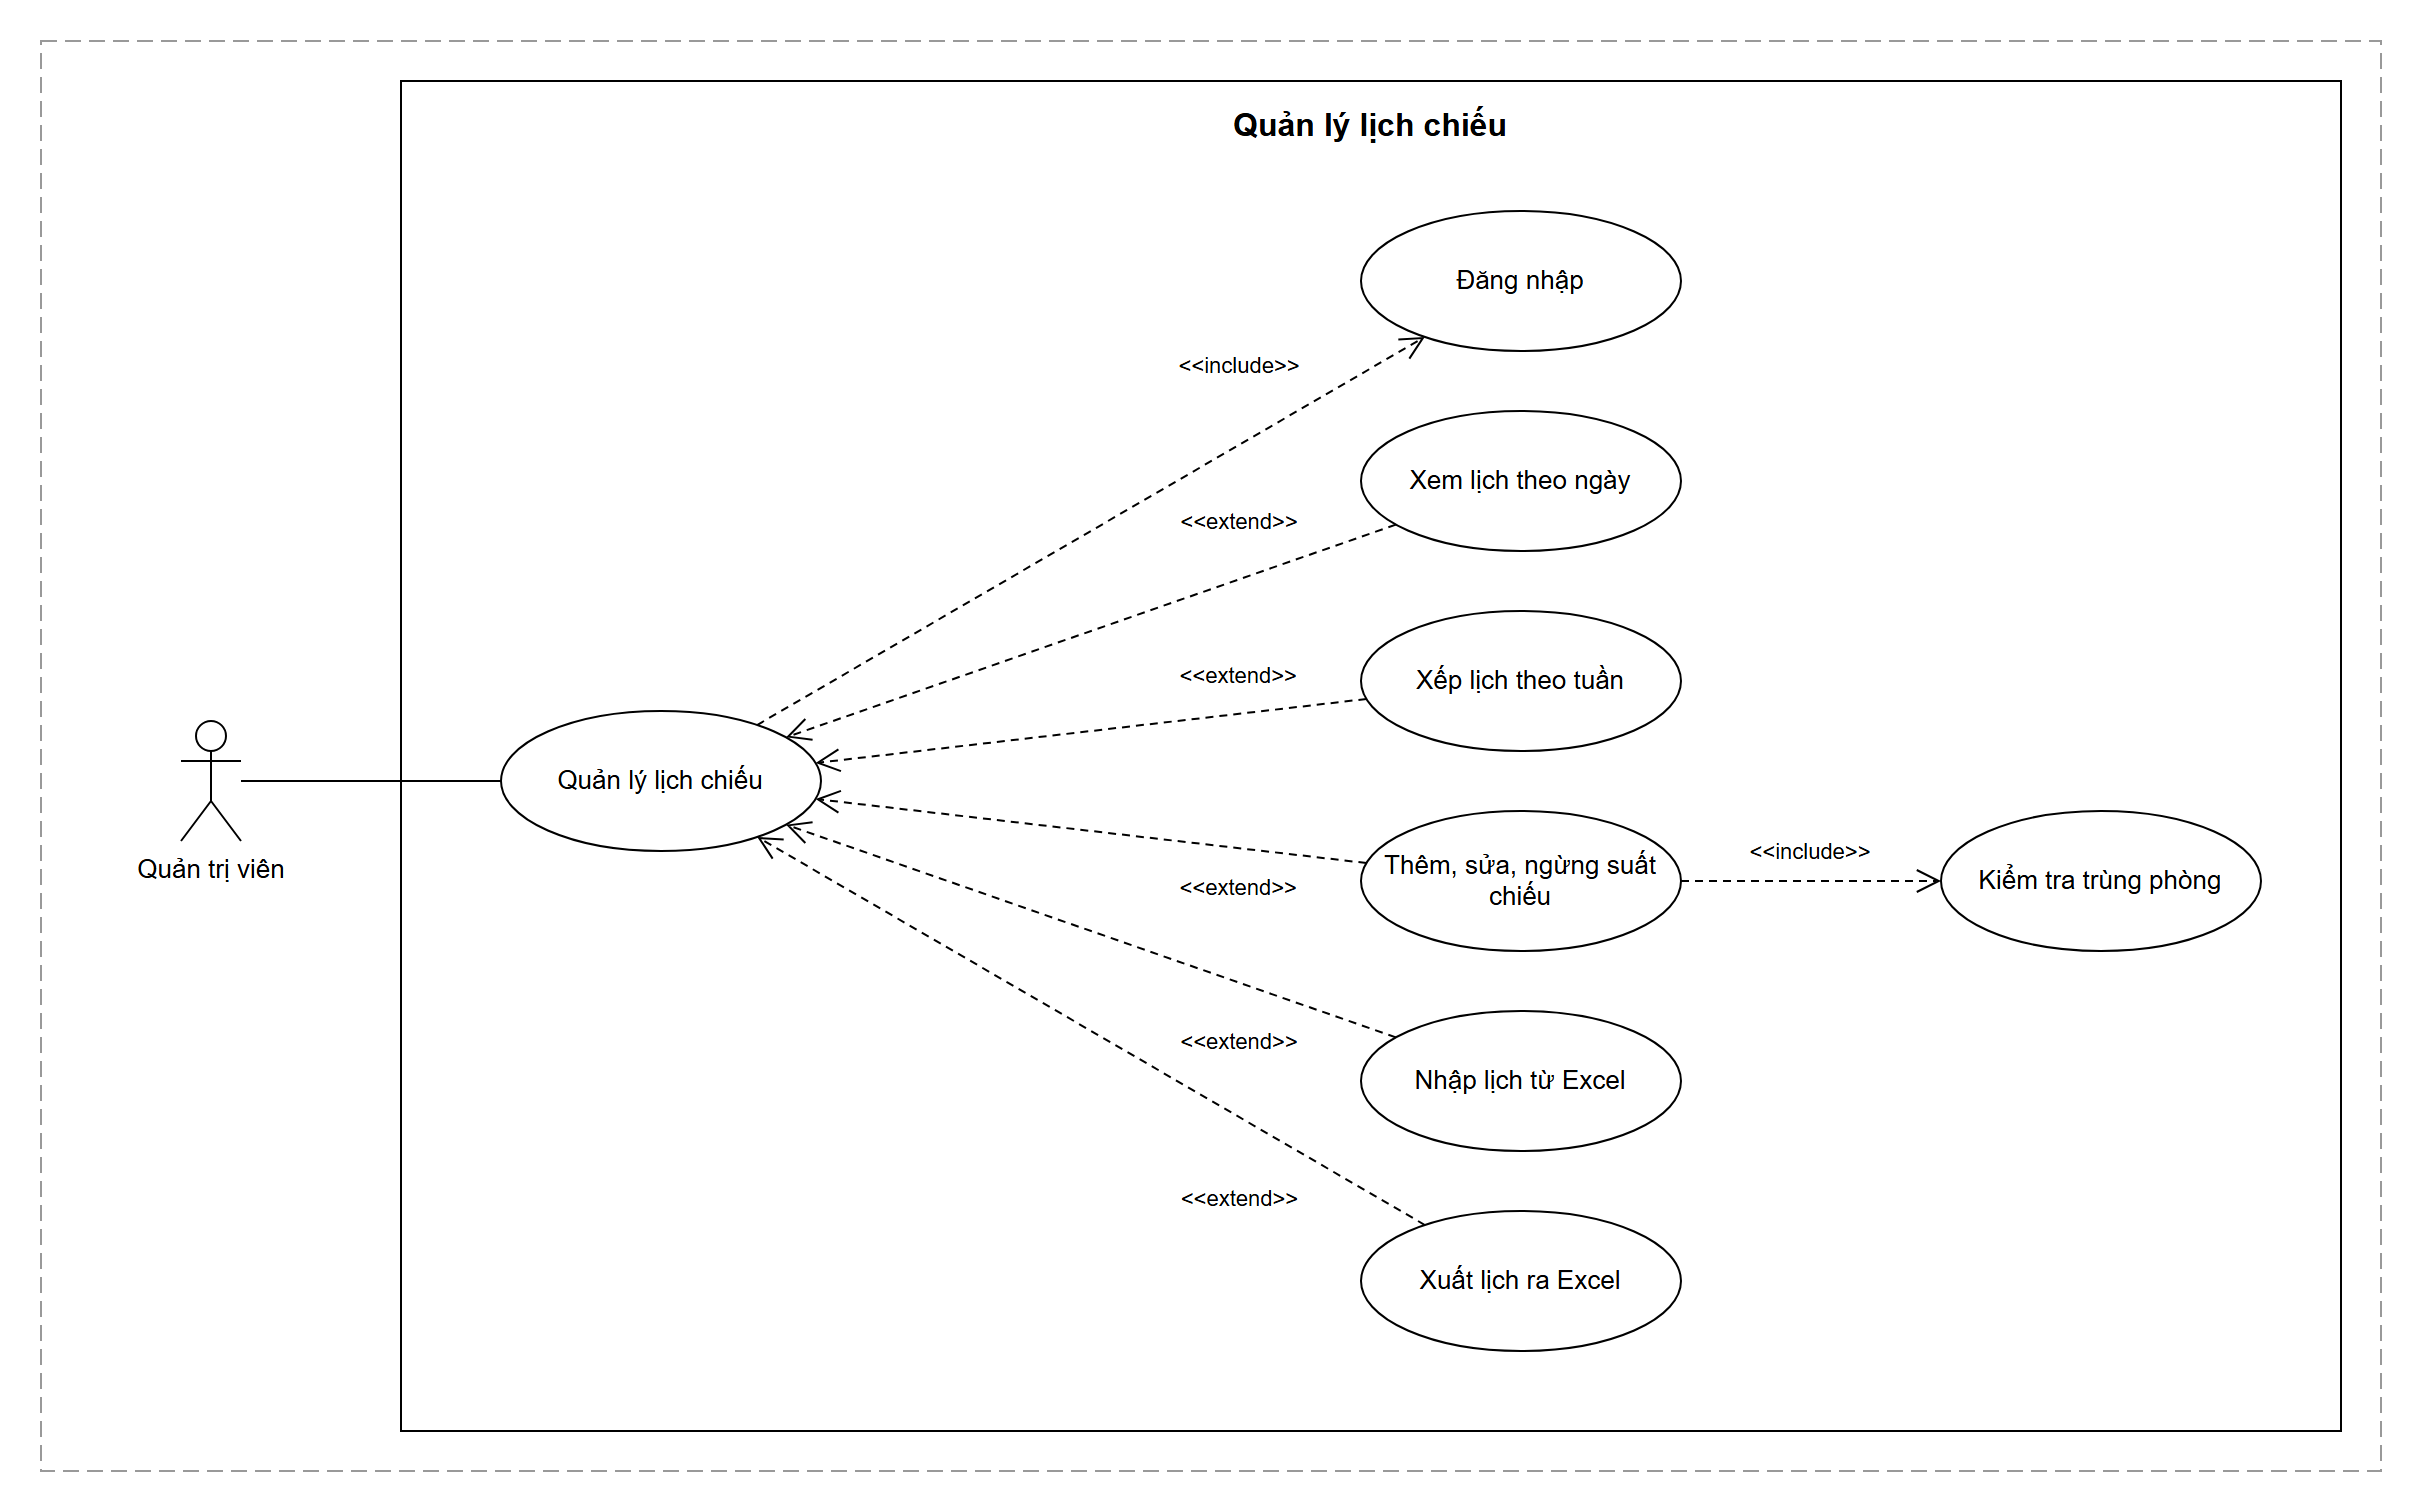 Quản lý lịch chiếu
Đăng nhập
<<include>>
Xem lịch theo ngày
<<extend>>
Xếp lịch theo tuần
<<extend>>
Quản lý lịch chiếu
Quản trị viên
Thêm, sửa, ngừng suất
chiếu
<<extend>>
<<include>>
Kiểm tra trùng phòng
<<extend>>
Nhập lịch từ Excel
<<extend>>
Xuất lịch ra Excel